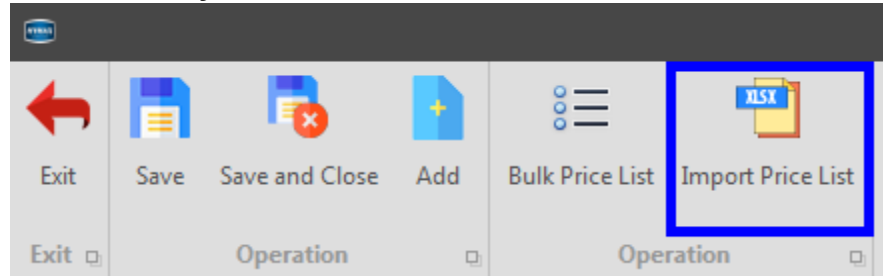 XLSX
Exit Save Save and Close Add Bulk Price List Import Price List
Exit Operation Operation